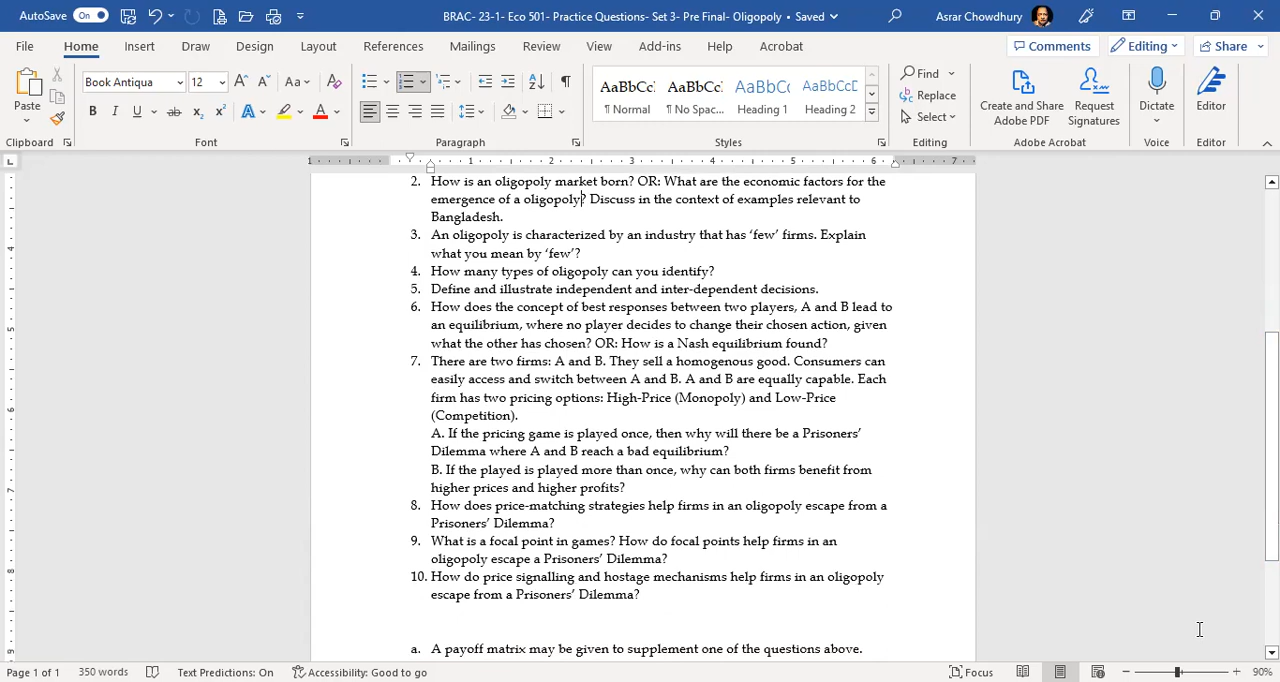 AutoSave On BRAC- 23-1- Eco 501- Practice Questions- Set 3- Pre Final- Oligopoly • Saved Asrar Chowdhury
File Home Insert Draw Design Layout References Mailings Review View Add-ins Help Acrobat Comments Editing Share
Paste Book Antiqua 12 Aa AaBbCc AaBbCc AaBbCc AaBbCc Find Create and Share Request Dictate Editor
¶ Normal ¶ No Spac... Heading 1 Heading 2 Replace Adobe PDF Signatures
B I U ab x₂ x² A A Select
Clipboard Font Paragraph Styles Editing Adobe Acrobat Voice Editor
1 1 2 3 4 5 6 7
2. How is an oligopoly market born? OR: What are the economic factors for the
emergence of a oligopoly? Discuss in the context of examples relevant to
Bangladesh.
3. An oligopoly is characterized by an industry that has ‘few’ firms. Explain
what you mean by ‘few’?
4. How many types of oligopoly can you identify?
5. Define and illustrate independent and inter-dependent decisions.
6. How does the concept of best responses between two players, A and B lead to
an equilibrium, where no player decides to change their chosen action, given
what the other has chosen? OR: How is a Nash equilibrium found?
7. There are two firms: A and B. They sell a homogenous good. Consumers can
easily access and switch between A and B. A and B are equally capable. Each
firm has two pricing options: High-Price (Monopoly) and Low-Price
(Competition).
A. If the pricing game is played once, then why will there be a Prisoners’
Dilemma where A and B reach a bad equilibrium?
B. If the played is played more than once, why can both firms benefit from
higher prices and higher profits?
8. How does price-matching strategies help firms in an oligopoly escape from a
Prisoners’ Dilemma?
9. What is a focal point in games? How do focal points help firms in an
oligopoly escape a Prisoners’ Dilemma?
10. How do price signalling and hostage mechanisms help firms in an oligopoly
escape from a Prisoners’ Dilemma?
a. A payoff matrix may be given to supplement one of the questions above.
Page 1 of 1 350 words Text Predictions: On Accessibility: Good to go Focus 90%